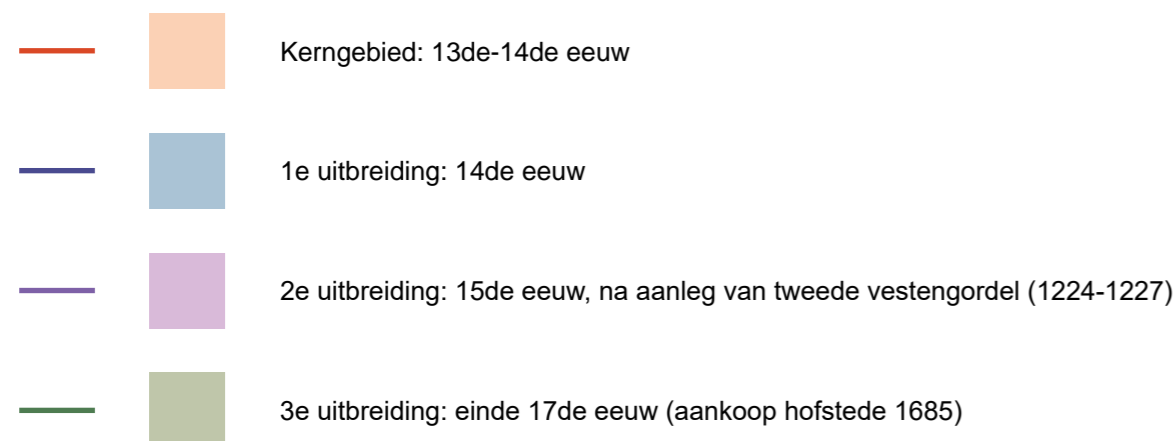 Kerngebied: 13de-14de eeuw
1e uitbreiding: 14de eeuw
2e uitbreiding: 15de eeuw, na aanleg van tweede vestengordel (1224-1227)
3e uitbreiding: einde 17de eeuw (aankoop hofstede 1685)